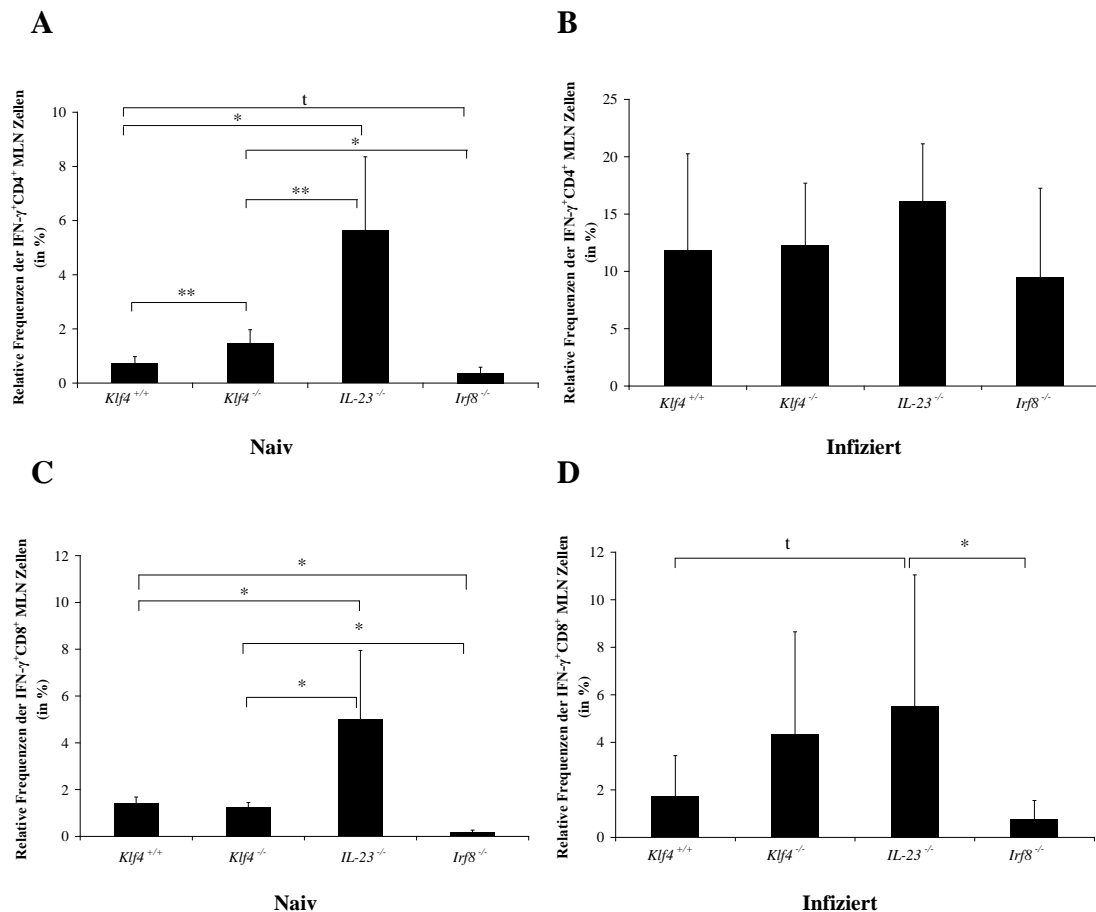 A
Relative Frequenzen der IFN-γ⁺CD4⁺ MLN Zellen
(in %)
10
8
6
4
2
0
t
*
*
**
**
Klf4 +/+
Klf4 -/-
IL-23 -/-
Irf8 -/-
Naiv
B
Relative Frequenzen der IFN-γ⁺CD4⁺ MLN Zellen
(in %)
25
20
15
10
5
0
Klf4 +/+
Klf4 -/-
IL-23 -/-
Irf8 -/-
Infiziert
C
Relative Frequenzen der IFN-γ⁺CD8⁺ MLN Zellen
(in %)
12
10
8
6
4
2
0
*
*
*
*
Klf4 +/+
Klf4 -/-
IL-23 -/-
Irf8 -/-
Naiv
D
Relative Frequenzen der IFN-γ⁺CD8⁺ MLN Zellen
(in %)
12
10
8
6
4
2
0
t
*
Klf4 +/+
Klf4 -/-
IL-23 -/-
Irf8 -/-
Infiziert